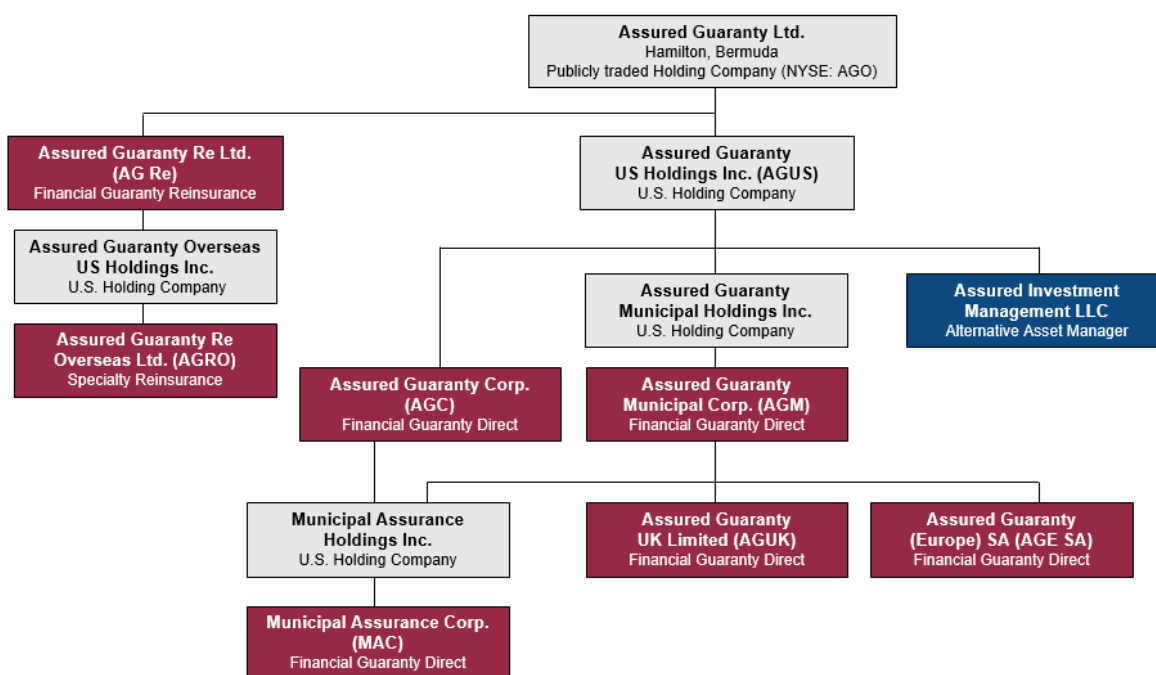 Assured Guaranty Ltd.
Hamilton, Bermuda
Publicly traded Holding Company (NYSE: AGO)
Assured Guaranty Re Ltd.
(AG Re)
Financial Guaranty Reinsurance
Assured Guaranty
US Holdings Inc. (AGUS)
U.S. Holding Company
Assured Guaranty Overseas
US Holdings Inc.
U.S. Holding Company
Assured Guaranty
Municipal Holdings Inc.
U.S. Holding Company
Assured Investment
Management LLC
Alternative Asset Manager
Assured Guaranty Re
Overseas Ltd. (AGRO)
Specialty Reinsurance
Assured Guaranty Corp.
(AGC)
Financial Guaranty Direct
Assured Guaranty
Municipal Corp. (AGM)
Financial Guaranty Direct
Municipal Assurance
Holdings Inc.
U.S. Holding Company
Assured Guaranty
UK Limited (AGUK)
Financial Guaranty Direct
Assured Guaranty
(Europe) SA (AGE SA)
Financial Guaranty Direct
Municipal Assurance Corp.
(MAC)
Financial Guaranty Direct